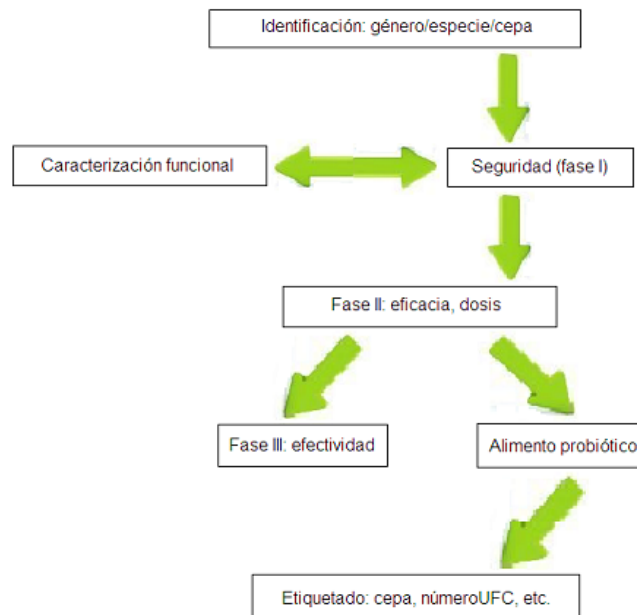 Identificación: género/especie/cepa
Caracterización funcional
Seguridad (fase I)
Fase II: eficacia, dosis
Fase III: efectividad
Alimento probiótico
Etiquetado: cepa, númeroUFC, etc.